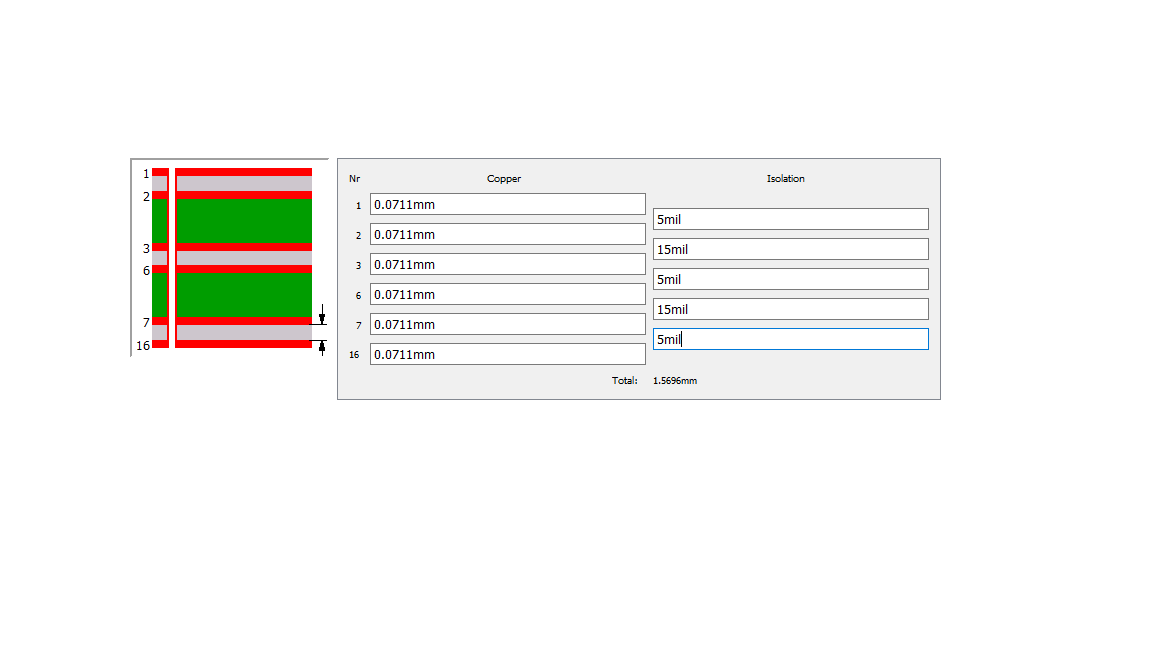 1
2
3
6
7
16
Nr Copper Isolation
1 0.0711mm
5mil
2 0.0711mm
15mil
3 0.0711mm
5mil
6 0.0711mm
15mil
7 0.0711mm
5mil
16 0.0711mm
Total: 1.5696mm